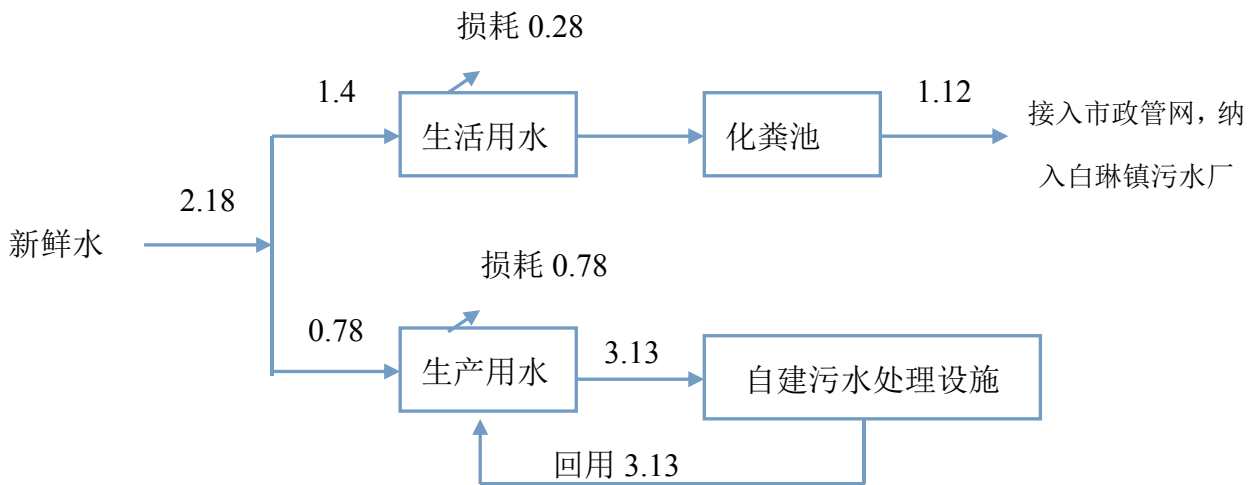 损耗 0.28
1.4
生活用水
化粪池
1.12
接入市政管网，纳
入白琳镇污水厂
2.18
新鲜水
损耗 0.78
0.78
生产用水
3.13
自建污水处理设施
回用 3.13